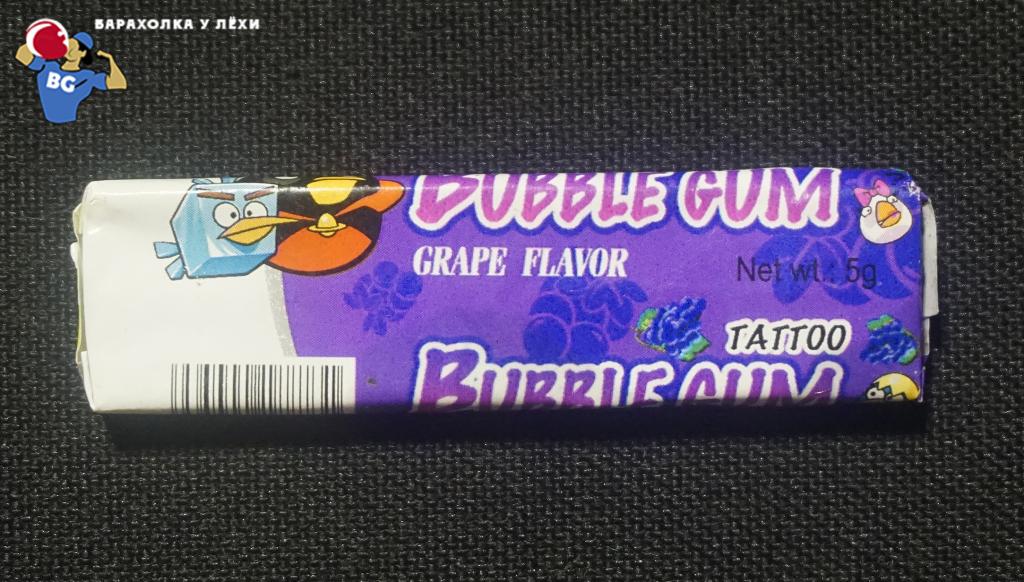 БАРАХОЛКА У ЛЁХИ
BG
BUBBLE GUM
GRAPE FLAVOR
Net wt.: 5g
TATTOO
BUBBLE GUM